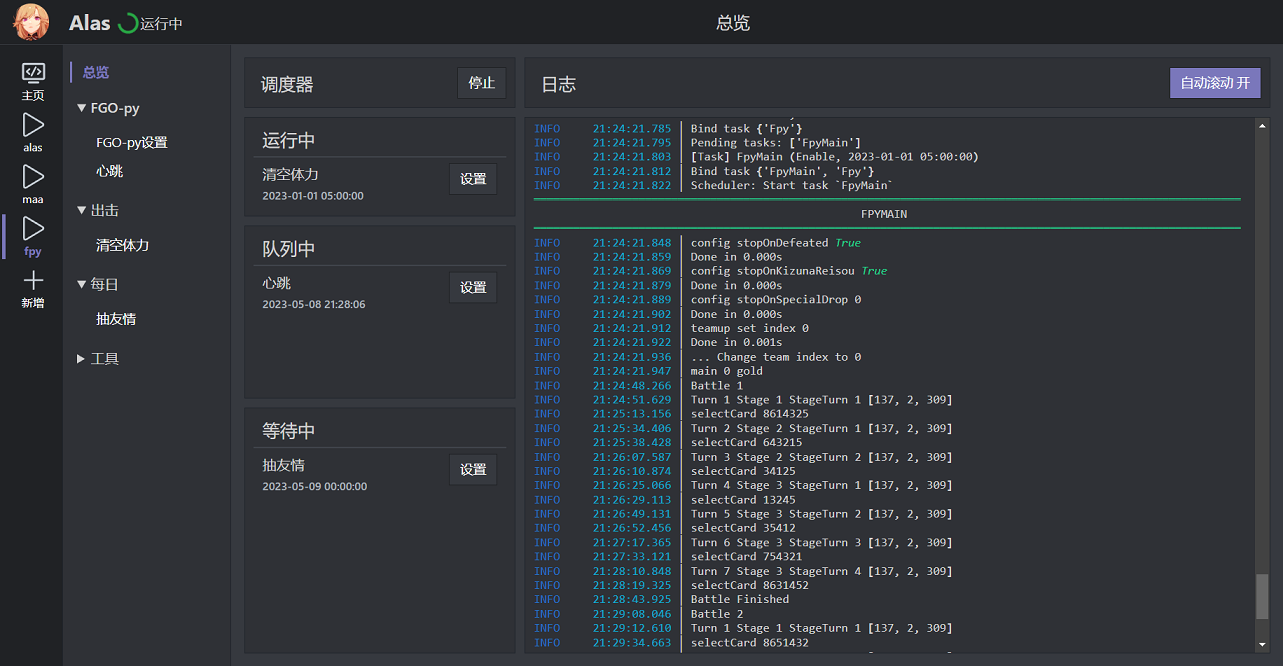 Alas 运行中
总览
主页
alas
maa
fpy
新增
总览
FGO-py
FGO-py设置
心跳
出击
清空体力
每日
抽友情
工具
调度器
停止
运行中
清空体力
设置
2023-01-01 05:00:00
队列中
心跳
设置
2023-05-08 21:28:06
等待中
抽友情
设置
2023-05-09 00:00:00
日志
自动滚动 开
INFO 21:24:21.785 Bind task {'Fpy'}
INFO 21:24:21.795 Pending tasks: ['FpyMain']
INFO 21:24:21.803 [Task] FpyMain (Enable, 2023-01-01 05:00:00)
INFO 21:24:21.812 Bind task {'FpyMain', 'Fpy'}
INFO 21:24:21.822 Scheduler: Start task `FpyMain`
FPYMAIN
INFO 21:24:21.848 config stopOnDefeated True
INFO 21:24:21.859 Done in 0.000s
INFO 21:24:21.869 config stopOnKizunaReisou True
INFO 21:24:21.879 Done in 0.000s
INFO 21:24:21.889 config stopOnSpecialDrop 0
INFO 21:24:21.902 Done in 0.000s
INFO 21:24:21.912 teamup set index 0
INFO 21:24:21.922 Done in 0.001s
INFO 21:24:21.936 ... Change team index to 0
INFO 21:24:21.947 main 0 gold
INFO 21:24:48.266 Battle 1
INFO 21:24:51.629 Turn 1 Stage 1 StageTurn 1 [137, 2, 309]
INFO 21:25:13.156 selectCard 8614325
INFO 21:25:34.406 Turn 2 Stage 2 StageTurn 1 [137, 2, 309]
INFO 21:25:38.428 selectCard 643215
INFO 21:26:07.587 Turn 3 Stage 2 StageTurn 2 [137, 2, 309]
INFO 21:26:10.874 selectCard 34125
INFO 21:26:25.066 Turn 4 Stage 3 StageTurn 1 [137, 2, 309]
INFO 21:26:29.113 selectCard 13245
INFO 21:26:49.131 Turn 5 Stage 3 StageTurn 2 [137, 2, 309]
INFO 21:26:52.456 selectCard 35412
INFO 21:27:17.365 Turn 6 Stage 3 StageTurn 3 [137, 2, 309]
INFO 21:27:33.121 selectCard 754321
INFO 21:28:10.848 Turn 7 Stage 3 StageTurn 4 [137, 2, 309]
INFO 21:28:19.325 selectCard 8631452
INFO 21:28:43.925 Battle Finished
INFO 21:29:08.046 Battle 2
INFO 21:29:12.610 Turn 1 Stage 1 StageTurn 1 [137, 2, 309]
INFO 21:29:34.663 selectCard 8651432